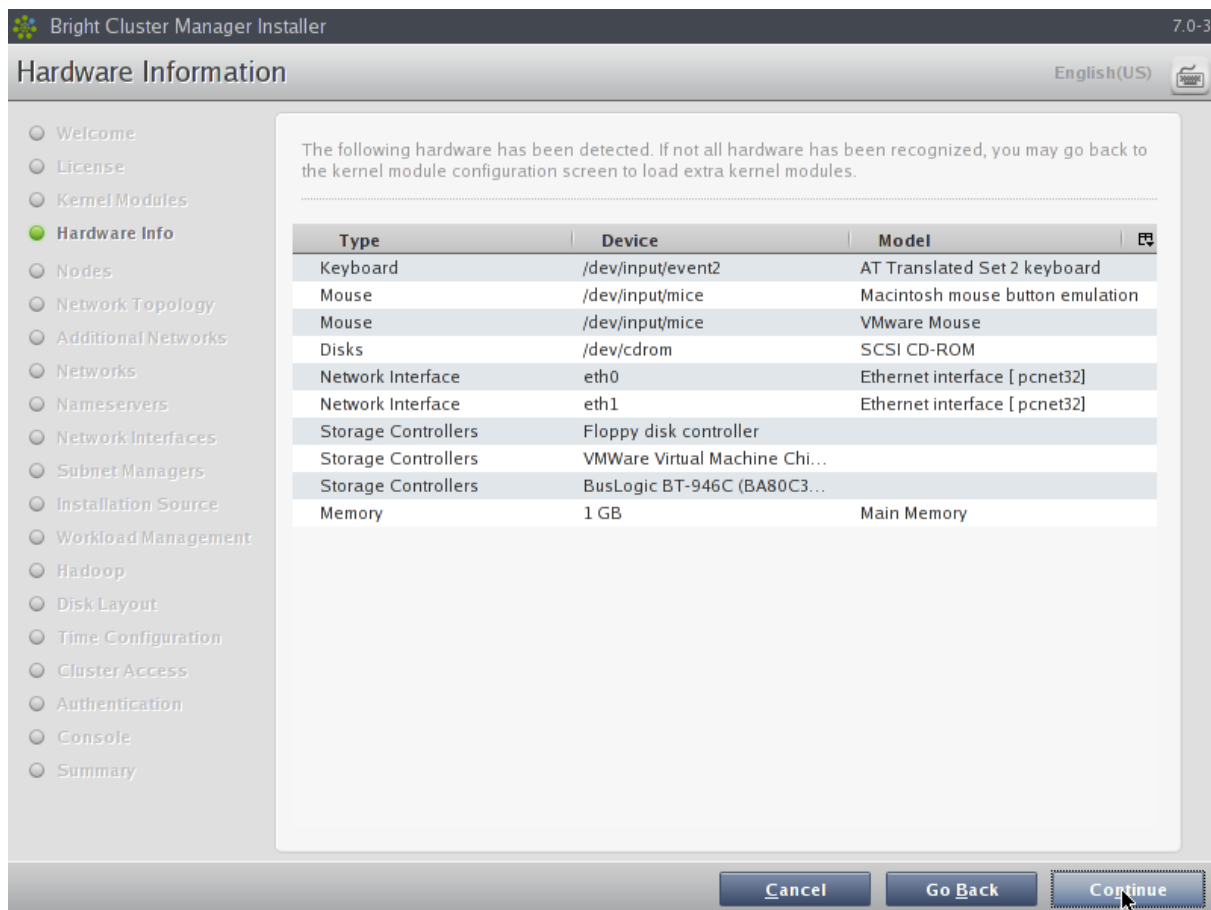 Bright Cluster Manager Installer 7.0-3
Hardware Information English(US)
Welcome
License
Kernel Modules
Hardware Info
Nodes
Network Topology
Additional Networks
Networks
Nameservers
Network Interfaces
Subnet Managers
Installation Source
Workload Management
Hadoop
Disk Layout
Time Configuration
Cluster Access
Authentication
Console
Summary
The following hardware has been detected. If not all hardware has been recognized, you may go back to
the kernel module configuration screen to load extra kernel modules.
Type Device Model
Keyboard /dev/input/event2 AT Translated Set 2 keyboard
Mouse /dev/input/mice Macintosh mouse button emulation
Mouse /dev/input/mice VMware Mouse
Disks /dev/cdrom SCSI CD-ROM
Network Interface eth0 Ethernet interface [ pcnet32]
Network Interface eth1 Ethernet interface [ pcnet32]
Storage Controllers Floppy disk controller
Storage Controllers VMWare Virtual Machine Chi...
Storage Controllers BusLogic BT-946C (BA80C3...
Memory 1 GB Main Memory
Cancel Go Back Continue